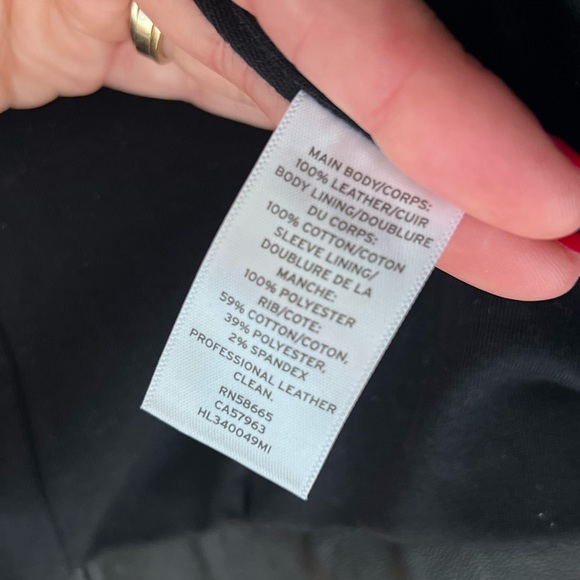 MAIN BODY/CORPS:
100% LEATHER/CUIR
BODY LINING/DOUBLURE
DU CORPS:
100% COTTON/COTON
SLEEVE LINING/
DOUBLURE DE LA
MANCHE:
100% POLYESTER
RIB/COTE:
59% COTTON/COTON,
39% POLYESTER,
2% SPANDEX
PROFESSIONAL LEATHER
CLEAN.
RN58665
CA57963
HL340049MI